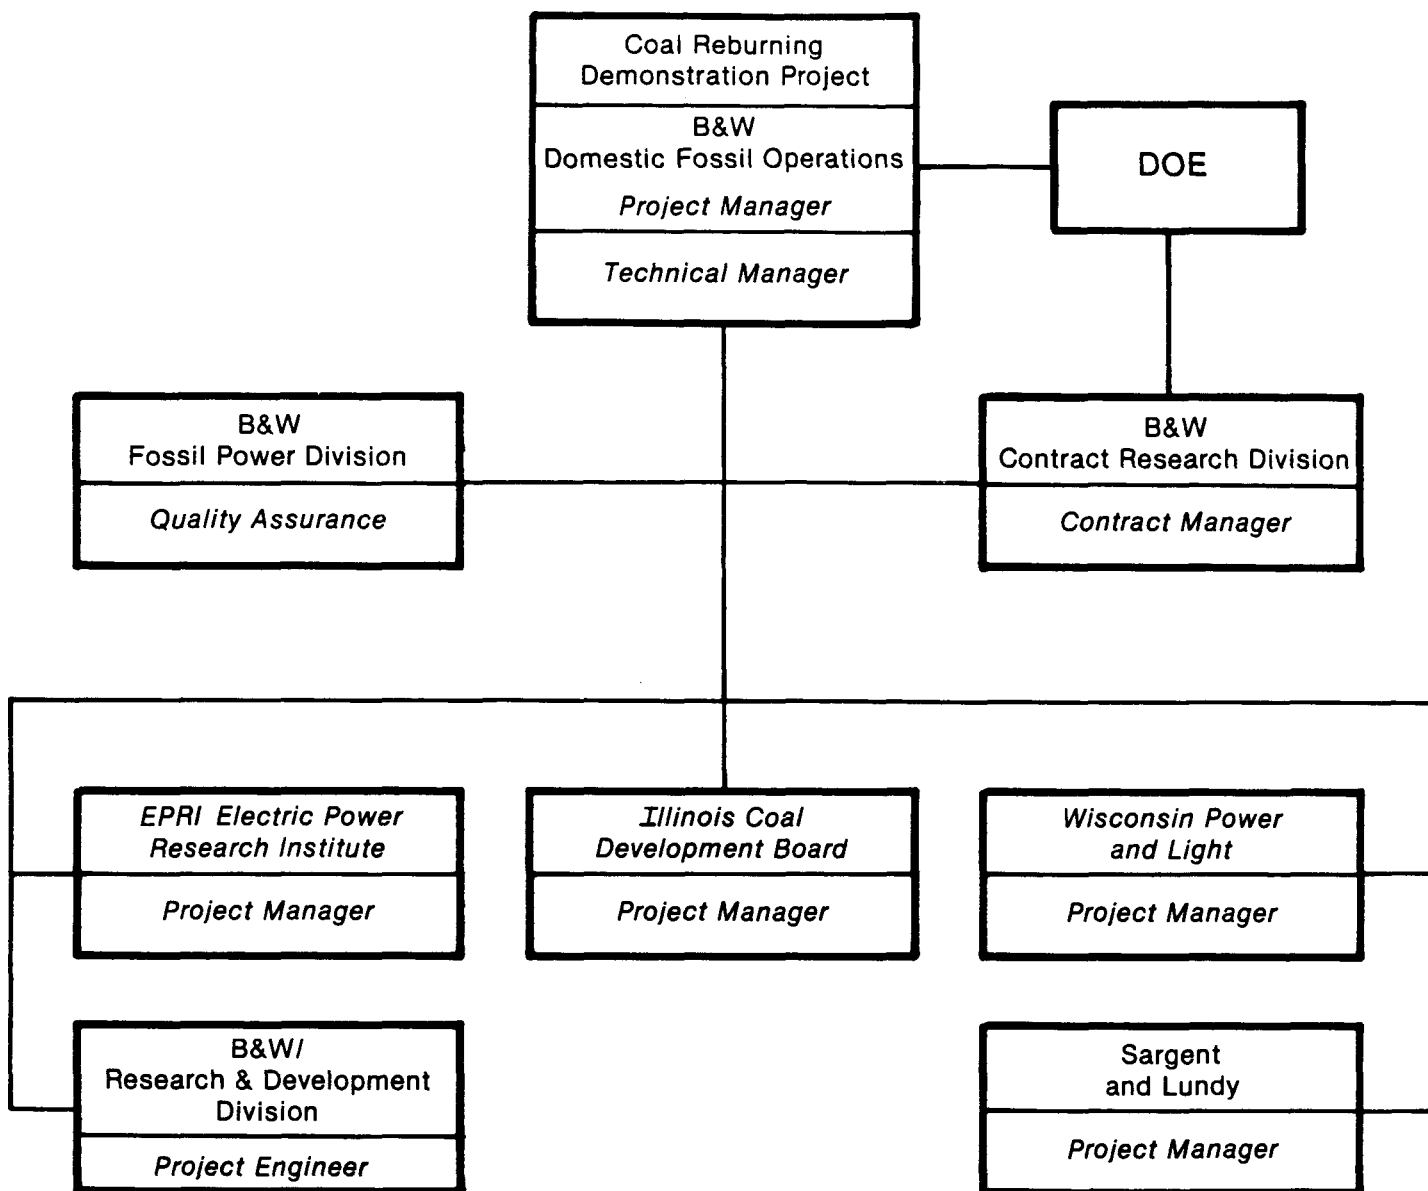 Coal Reburning
Demonstration Project
B&W
Domestic Fossil Operations
Project Manager
Technical Manager
DOE
B&W
Fossil Power Division
Quality Assurance
B&W
Contract Research Division
Contract Manager
EPRI Electric Power
Research Institute
Project Manager
Illinois Coal
Development Board
Project Manager
Wisconsin Power
and Light
Project Manager
B&W/
Research & Development
Division
Project Engineer
Sargent
and Lundy
Project Manager